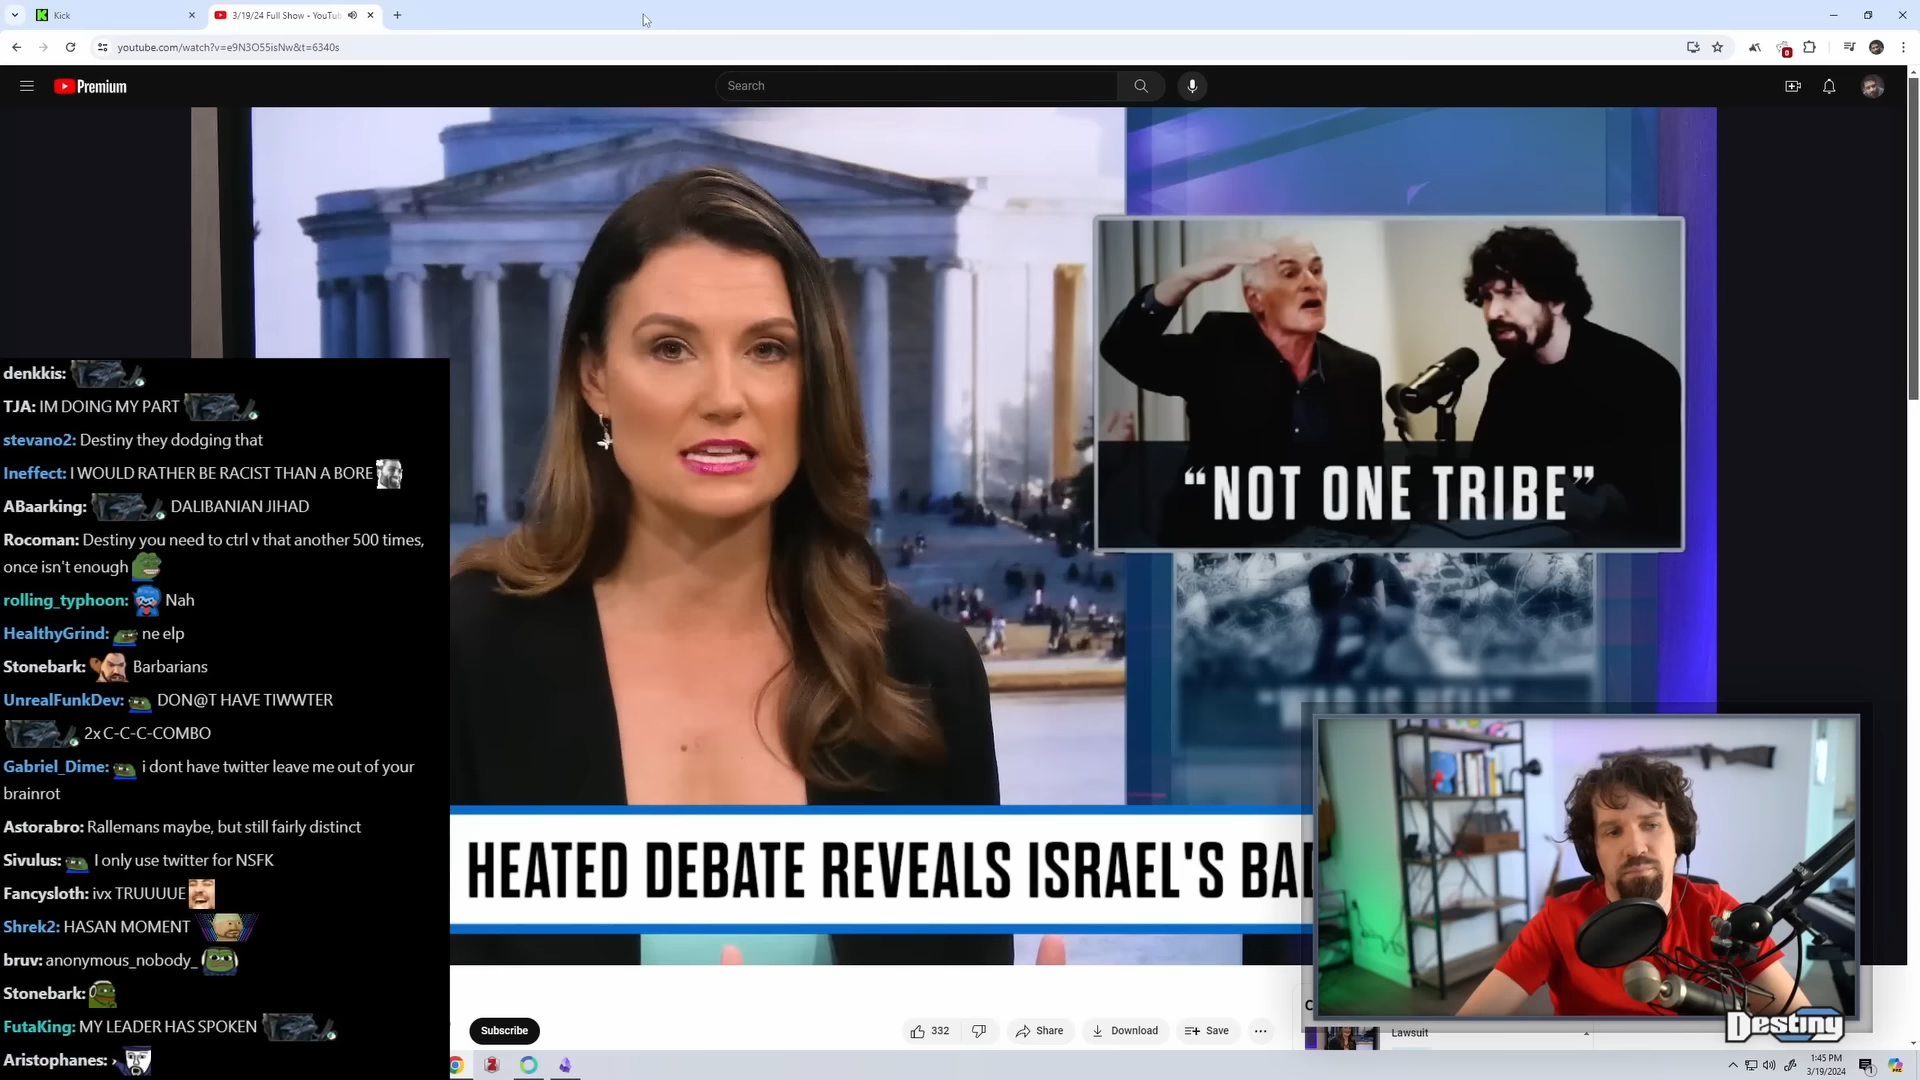 Kick
3/19/24 Full Show - YouTu
youtube.com/watch?v=e9N3O55isNw&t=6340s
Premium
Search
"NOT ONE TRIBE"
HEATED DEBATE REVEALS ISRAEL'S BA
denkkis:
TJA: IM DOING MY PART
stevano2: Destiny they dodging that
Ineffect: I WOULD RATHER BE RACIST THAN A BORE
ABaarking: DALIBANIAN JIHAD
Rocoman: Destiny you need to ctrl v that another 500 times,
once isn't enough
rolling_typhoon: Nah
HealthyGrind: ne elp
Stonebark: Barbarians
UnrealFunkDev: DON@T HAVE TIWWTER
2x C-C-C-COMBO
Gabriel_Dime: i dont have twitter leave me out of your
brainrot
Astorabro: Rallemans maybe, but still fairly distinct
Sivulus: I only use twitter for NSFK
Fancysloth: ivx TRUUUUE
Shrek2: HASAN MOMENT
bruv: anonymous_nobody_
Stonebark:
FutaKing: MY LEADER HAS SPOKEN
Aristophanes: ›
Subscribe
332
Share
Download
Save
Lawsuit
Destiny
1:45 PM
3/19/2024